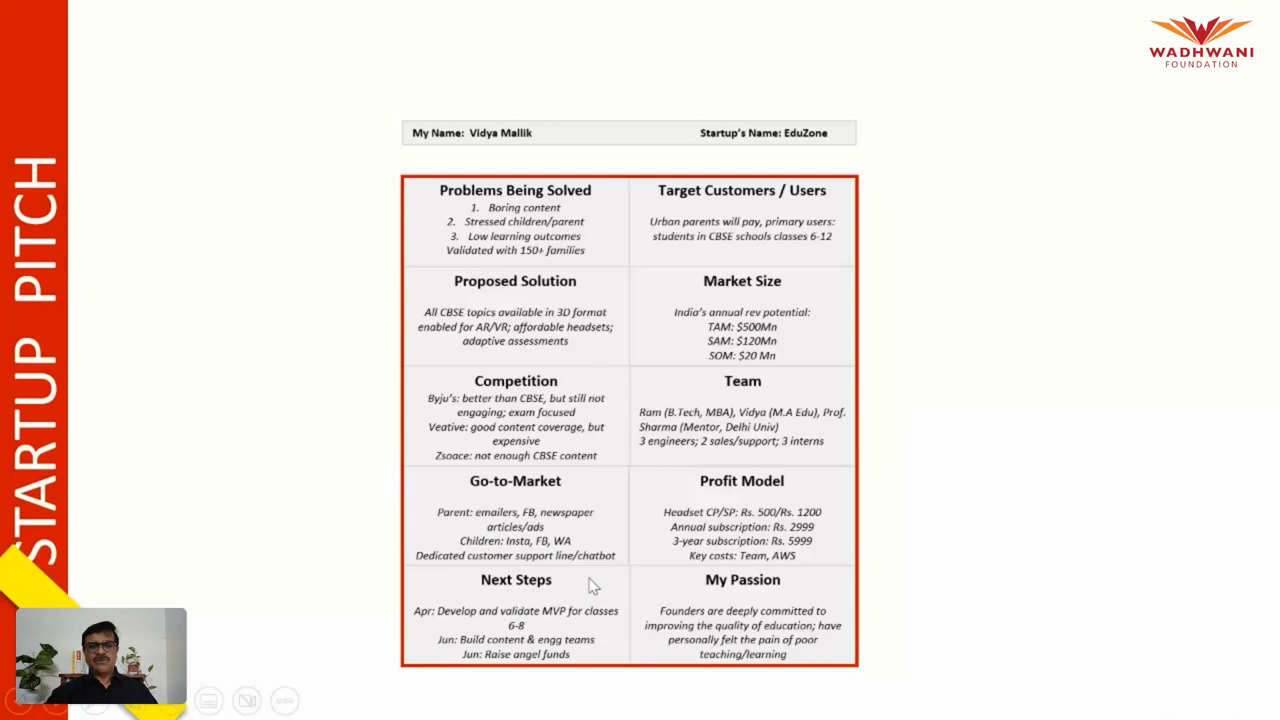 WADHWANI
FOUNDATION
STARTUP PITCH
My Name: Vidya Mallik
Startup's Name: EduZone
Problems Being Solved
1. Boring content
2. Stressed children/parent
3. Low learning outcomes
Validated with 150+ families
Target Customers / Users
Urban parents will pay, primary users:
students in CBSE schools classes 6-12
Proposed Solution
All CBSE topics available in 3D format
enabled for AR/VR; affordable headsets;
adaptive assessments
Market Size
India's annual rev potential:
TAM: $500Mn
SAM: $120Mn
SOM: $20 Mn
Competition
Byju's: better than CBSE, but still not
engaging; exam focused
Veative: good content coverage, but
expensive
Zsoace: not enough CBSE content
Team
Ram (B.Tech, MBA), Vidya (M.A Edu), Prof.
Sharma (Mentor, Delhi Univ)
3 engineers; 2 sales/support; 3 interns
Go-to-Market
Parent: emailers, FB, newspaper
articles/ads
Children: Insta, FB, WA
Dedicated customer support line/chatbot
Profit Model
Headset CP/SP: Rs. 500/Rs. 1200
Annual subscription: Rs. 2999
3-year subscription: Rs. 5999
Key costs: Team, AWS
Next Steps
Apr: Develop and validate MVP for classes
6-8
Jun: Build content & engg teams
Jun: Raise angel funds
My Passion
Founders are deeply committed to
improving the quality of education; have
personally felt the pain of poor
teaching/learning